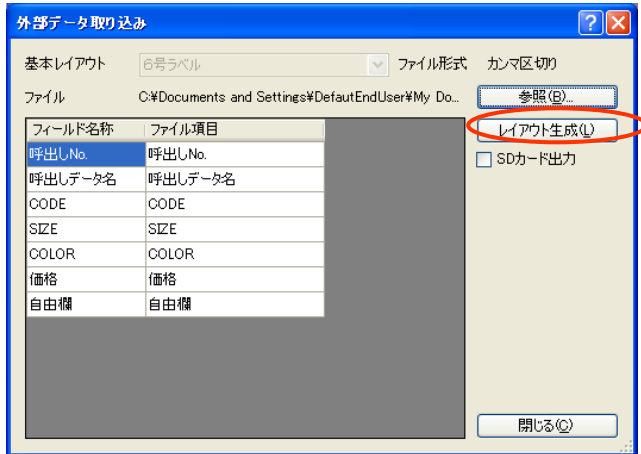 外部データ取り込み
基本レイアウト 6号ラベル ファイル形式 カンマ区切り
ファイル C:¥Documents and Settings¥DefautEndUser¥My Do... 参照(B)...
フィールド名称 ファイル項目 レイアウト生成(L)
呼出しNo. 呼出しNo. SDカード出力
呼出しデータ名 呼出しデータ名
CODE CODE
SIZE SIZE
COLOR COLOR
価格 価格
自由欄 自由欄
閉じる(C)